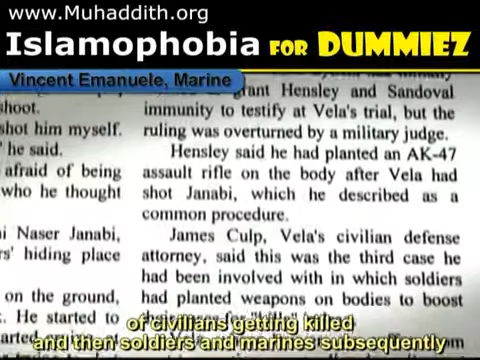 www.Muhaddith.org
Islamophobia FOR DUMMIEZ
Vincent Emanuele, Marine
grant Hensley and Sandoval
shoot.
immunity to testify at Vela's trial, but the
shot him myself.
ruling was overturned by a military judge.
he said.
Hensley said he had planted an AK-47
afraid of being
assault rifle on the body after Vela had
who he thought
shot Janabi, which he described as a
common procedure.
Naser Janabi,
James Culp, Vela's civilian defense
hiding place
attorney, said this was the third case he
had been involved with in which soldiers
on the ground,
had planted weapons on bodies to boost
He started to
of civilians getting killed
and then soldiers and marines subsequently